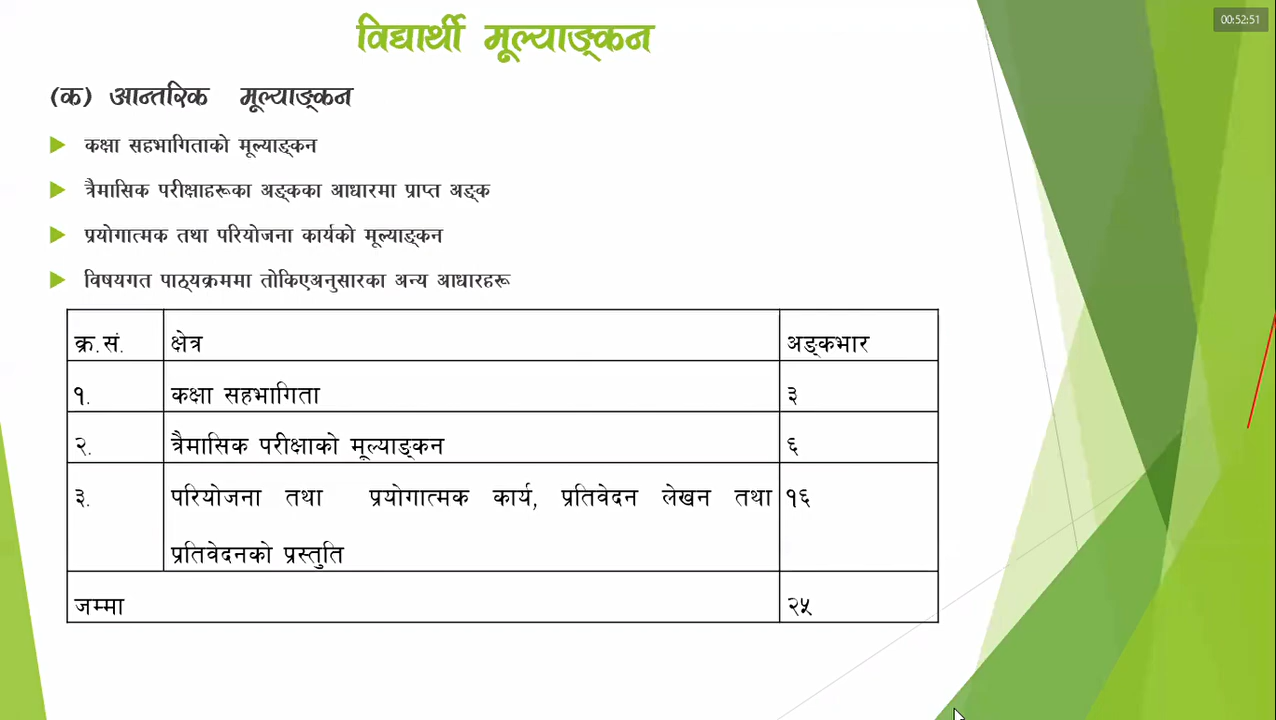 00:52:51
विद्यार्थी मूल्याङ्कन
(क) आन्तरिक मूल्याङ्कन
कक्षा सहभागिताको मूल्याङ्कन
त्रैमासिक परीक्षाहरूका अङ्कका आधारमा प्राप्त अङ्क
प्रयोगात्मक तथा परियोजना कार्यको मूल्याङ्कन
विषयगत पाठ्यक्रममा तोकिएअनुसारका अन्य आधारहरू
क्र.सं. क्षेत्र अङ्कभार
१. कक्षा सहभागिता ३
२. त्रैमासिक परीक्षाको मूल्याङ्कन ६
३. परियोजना तथा प्रयोगात्मक कार्य, प्रतिवेदन लेखन तथा १६
प्रतिवेदनको प्रस्तुति
जम्मा २५